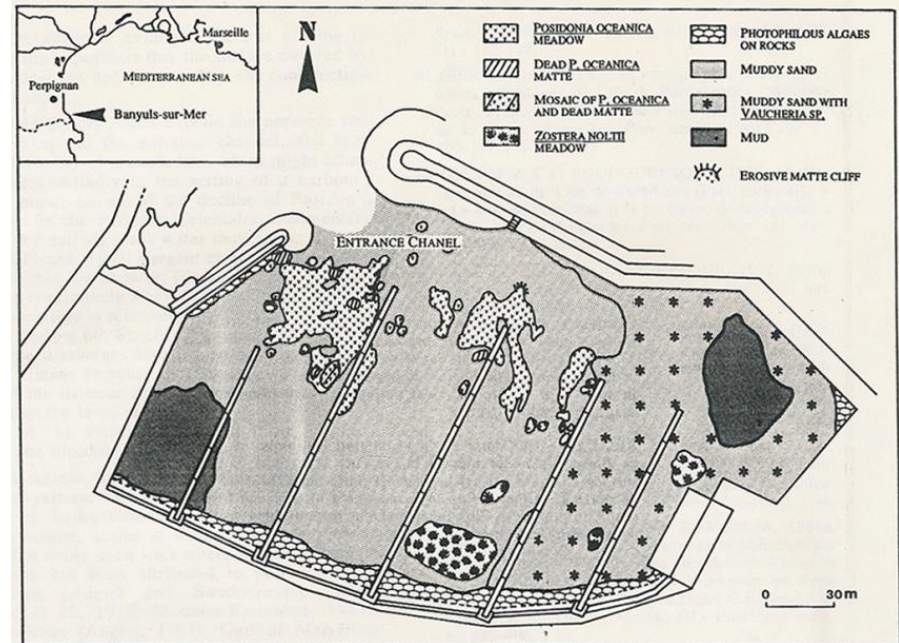 Marseille
MEDITERRANEAN SEA
Perpignan
Banyuls-sur-Mer
N
POSIDONIA OCEANICA
MEADOW
DEAD P. OCEANICA
MATTE
MOSAIC OF P. OCEANICA
AND DEAD MATTE
ZOSTERA NOLTII
MEADOW
PHOTOPHILOUS ALGAES
ON ROCKS
MUDDY SAND
MUDDY SAND WITH
VAUCHERIA SP.
MUD
EROSIVE MATTE CLIFF
ENTRANCE CHANEL
0 30 m